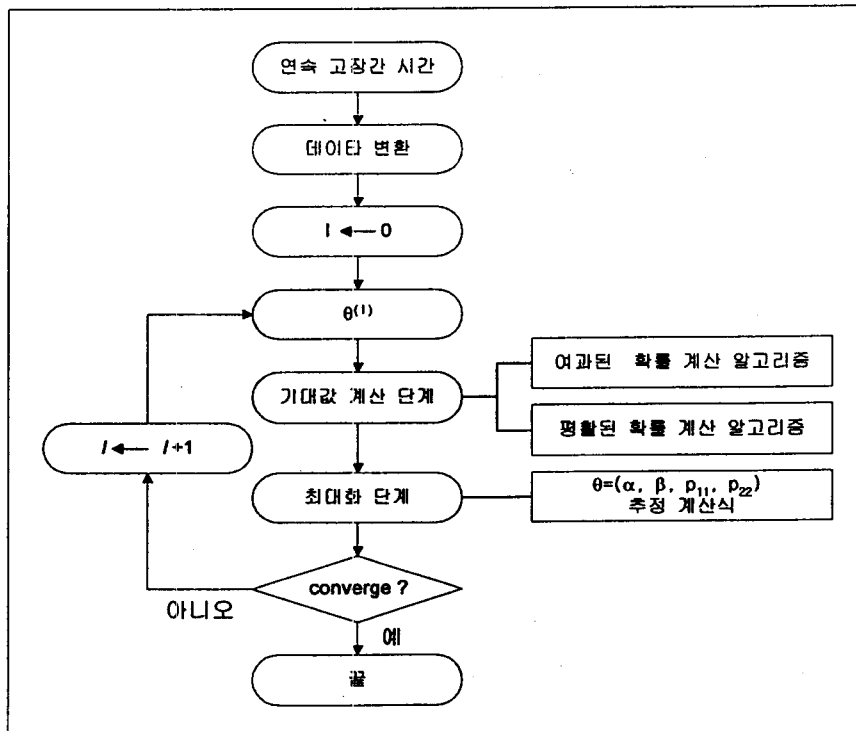 연속 고장간 시간
데이타 변환
l ← 0
θ⁽ˡ⁾
기대값 계산 단계
여과된 확률 계산 알고리즘
평활된 확률 계산 알고리즘
l ← l+1
최대화 단계
θ=(α, β, p₁₁, p₂₂)
추정 계산식
converge ?
아니오
예
끝